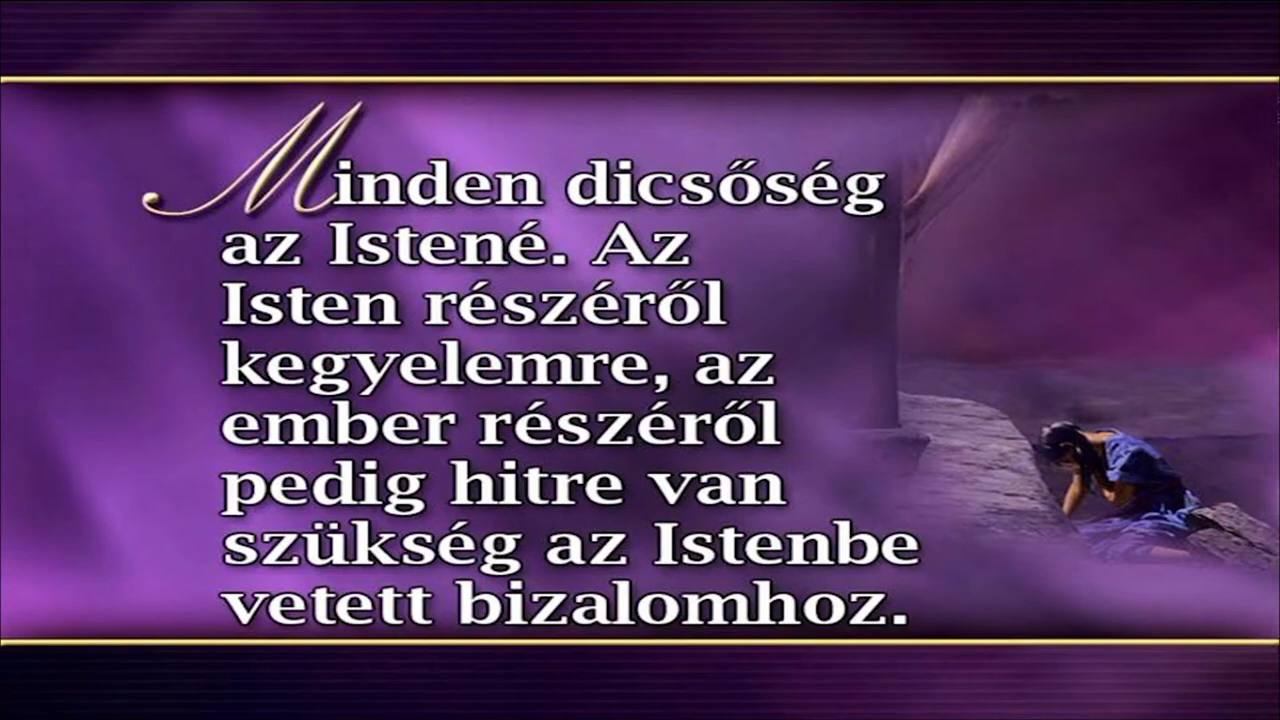 Minden dicsőség
az Istené. Az
Isten részéről
kegyelemre, az
ember részéről
pedig hitre van
szükség az Istenbe
vetett bizalomhoz.